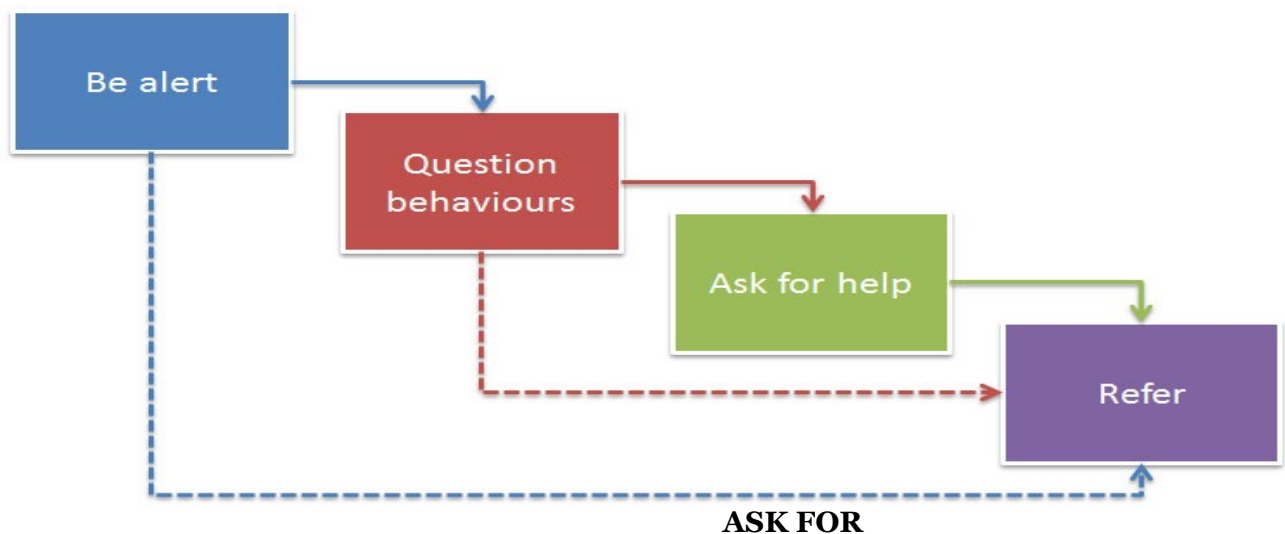 Be alert
Question
behaviours
Ask for help
Refer
ASK FOR